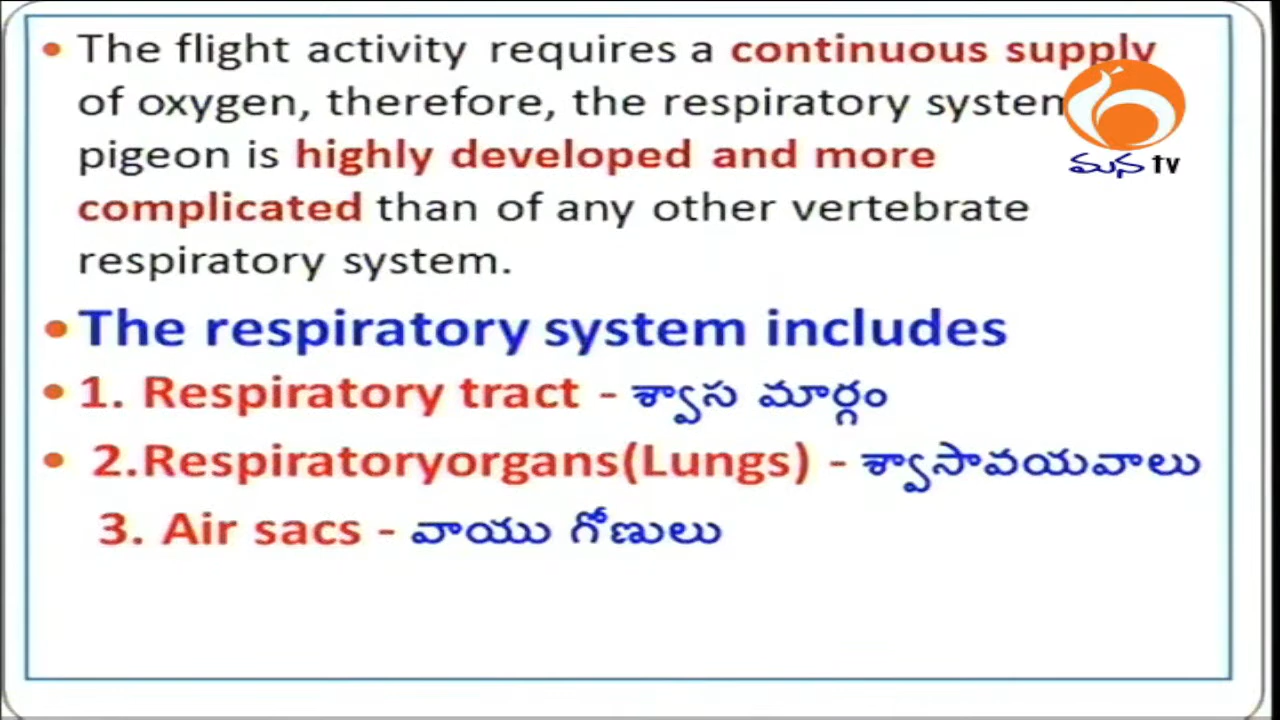 • The flight activity requires a continuous supply
of oxygen, therefore, the respiratory system
pigeon is highly developed and more
complicated than of any other vertebrate
respiratory system.
• The respiratory system includes
• 1. Respiratory tract - శ్వాస మార్గం
• 2.Respiratoryorgans(Lungs) - శ్వాసావయవాలు
3. Air sacs - వాయు గోణులు
మన tv